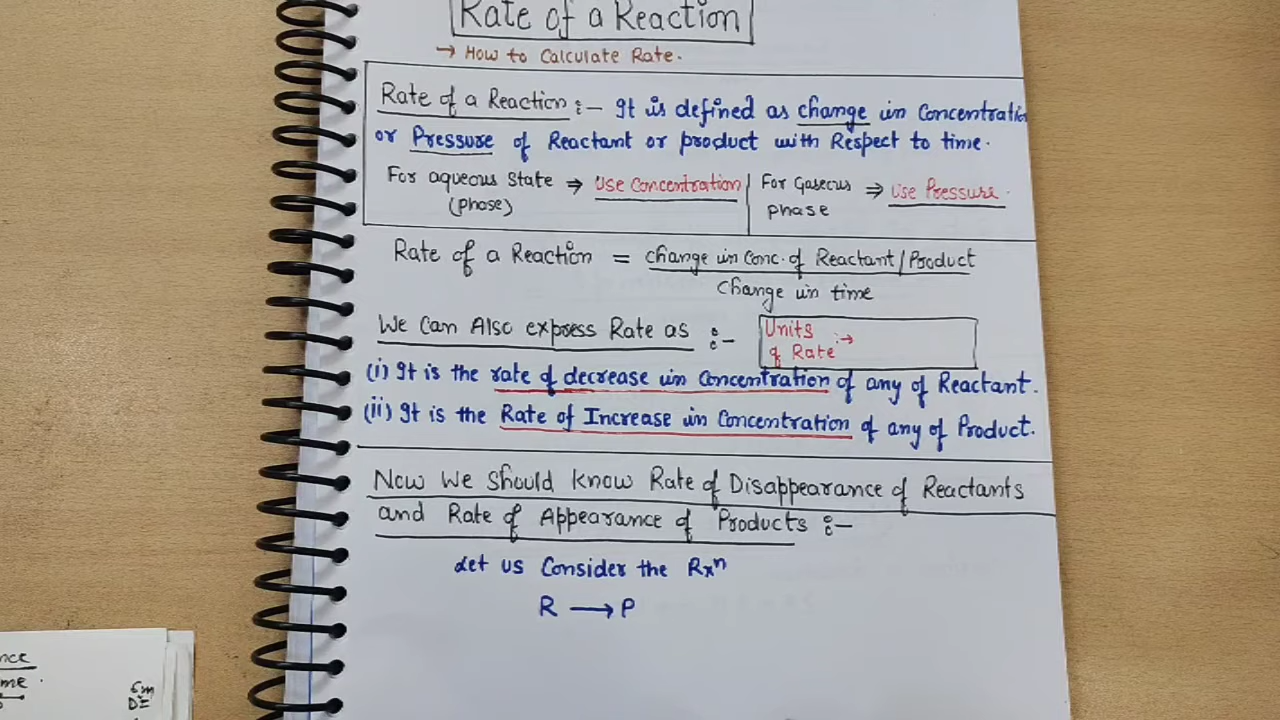 Rate of a Reaction
→ How to Calculate Rate.
Rate of a Reaction :- It is defined as change in Concentration
or Pressure of Reactant or product with Respect to time.
For aqueous State ⇒ Use Concentration
(phase)
For Gaseous ⇒ Use Pressure.
phase
Rate of a Reaction = change in conc. of Reactant/Product
Change in time
We Can Also express Rate as :-
Units :→
of Rate
(i) It is the rate of decrease in Concentration of any of Reactant.
(ii) It is the Rate of Increase in Concentration of any of Product.
Now We Should know Rate of Disappearance of Reactants
and Rate of Appearance of Products :-
Let us Consider the Rxⁿ
R ⟶ P